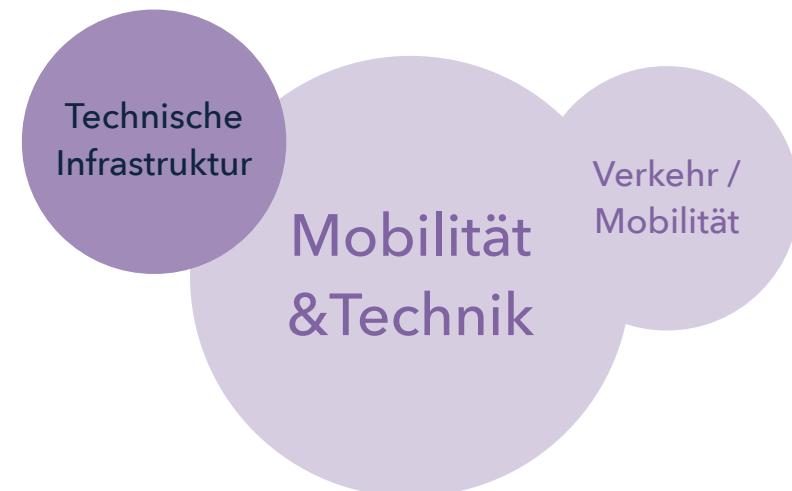 Technische
Infrastruktur
Mobilität
&Technik
Verkehr /
Mobilität